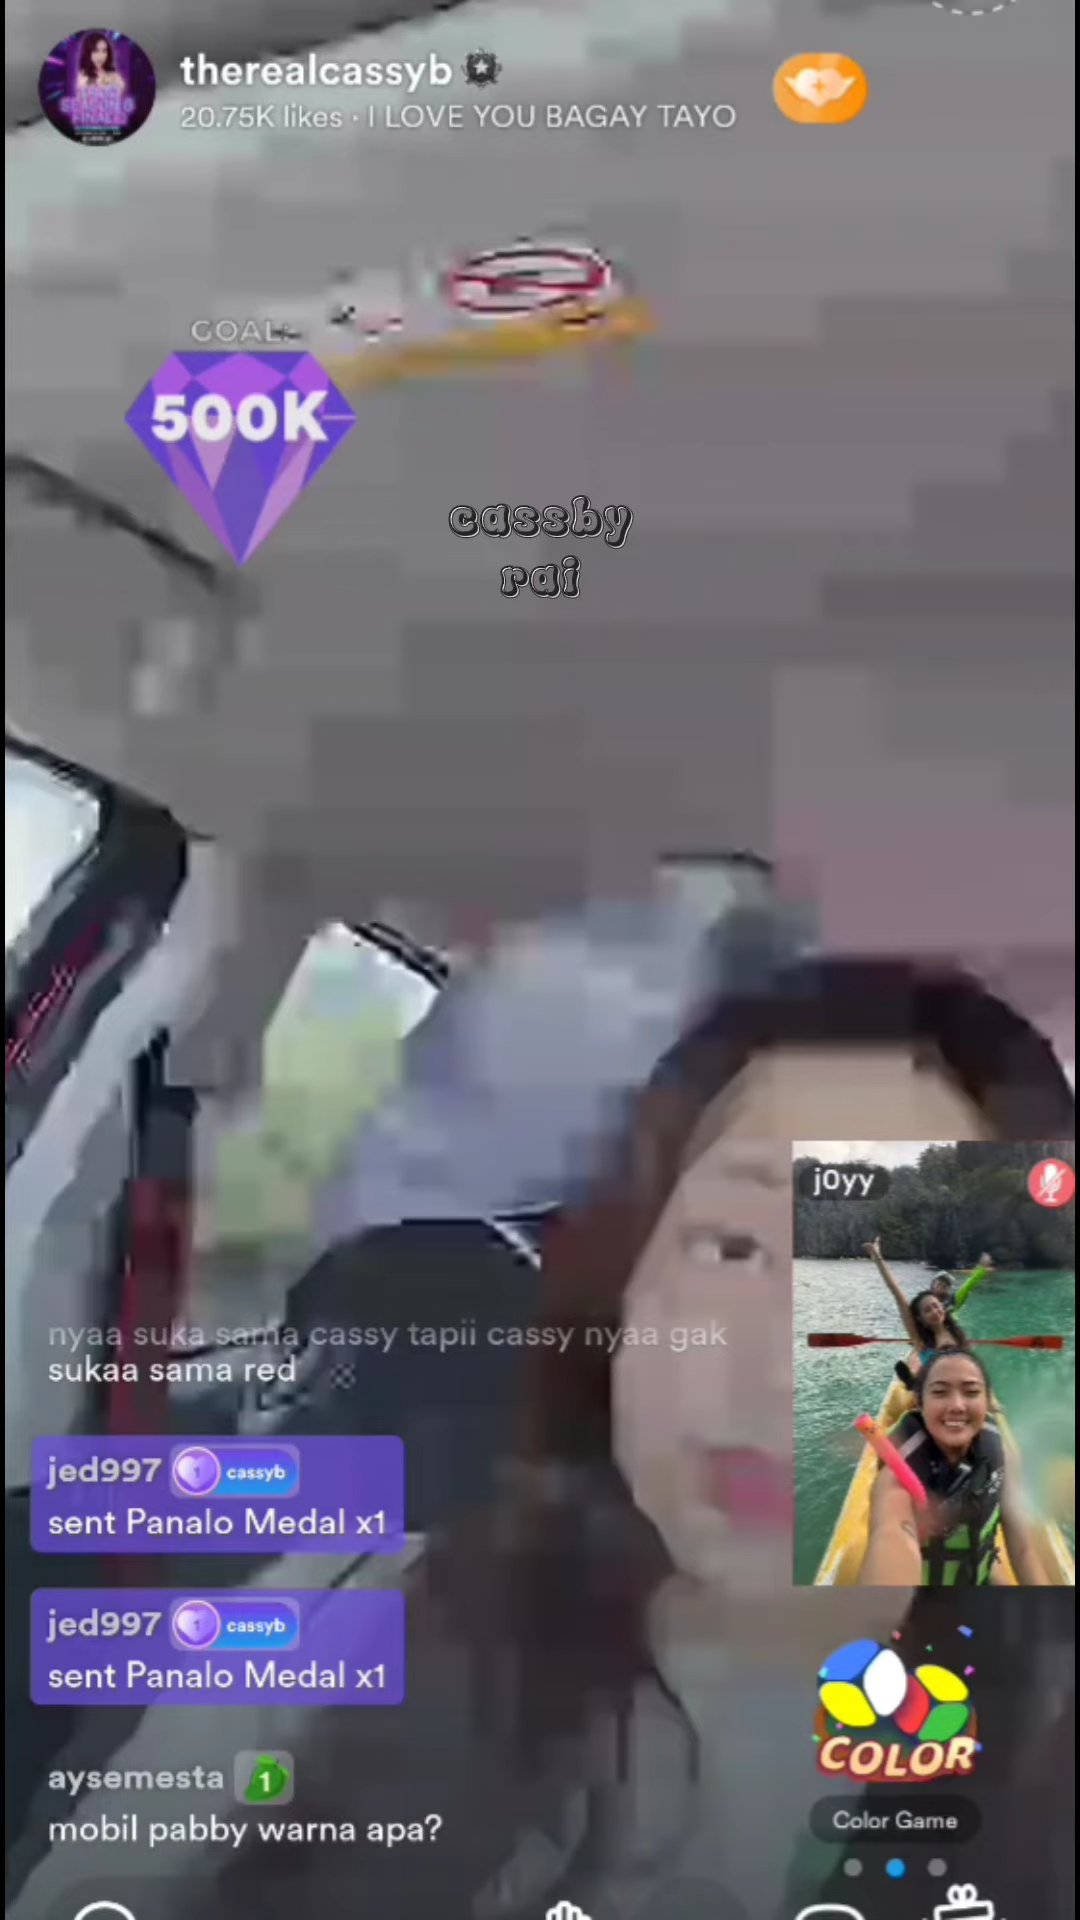 therealcassyb
20.75K likes · I LOVE YOU BAGAY TAYO
GOAL:
500K
cassby
rai
j0yy
nyaa suka sama cassy tapii cassy nyaa gak
sukaa sama red
jed997 1 cassyb
sent Panalo Medal x1
jed997 1 cassyb
sent Panalo Medal x1
aysemesta 1
mobil pabby warna apa?
COLOR
Color Game